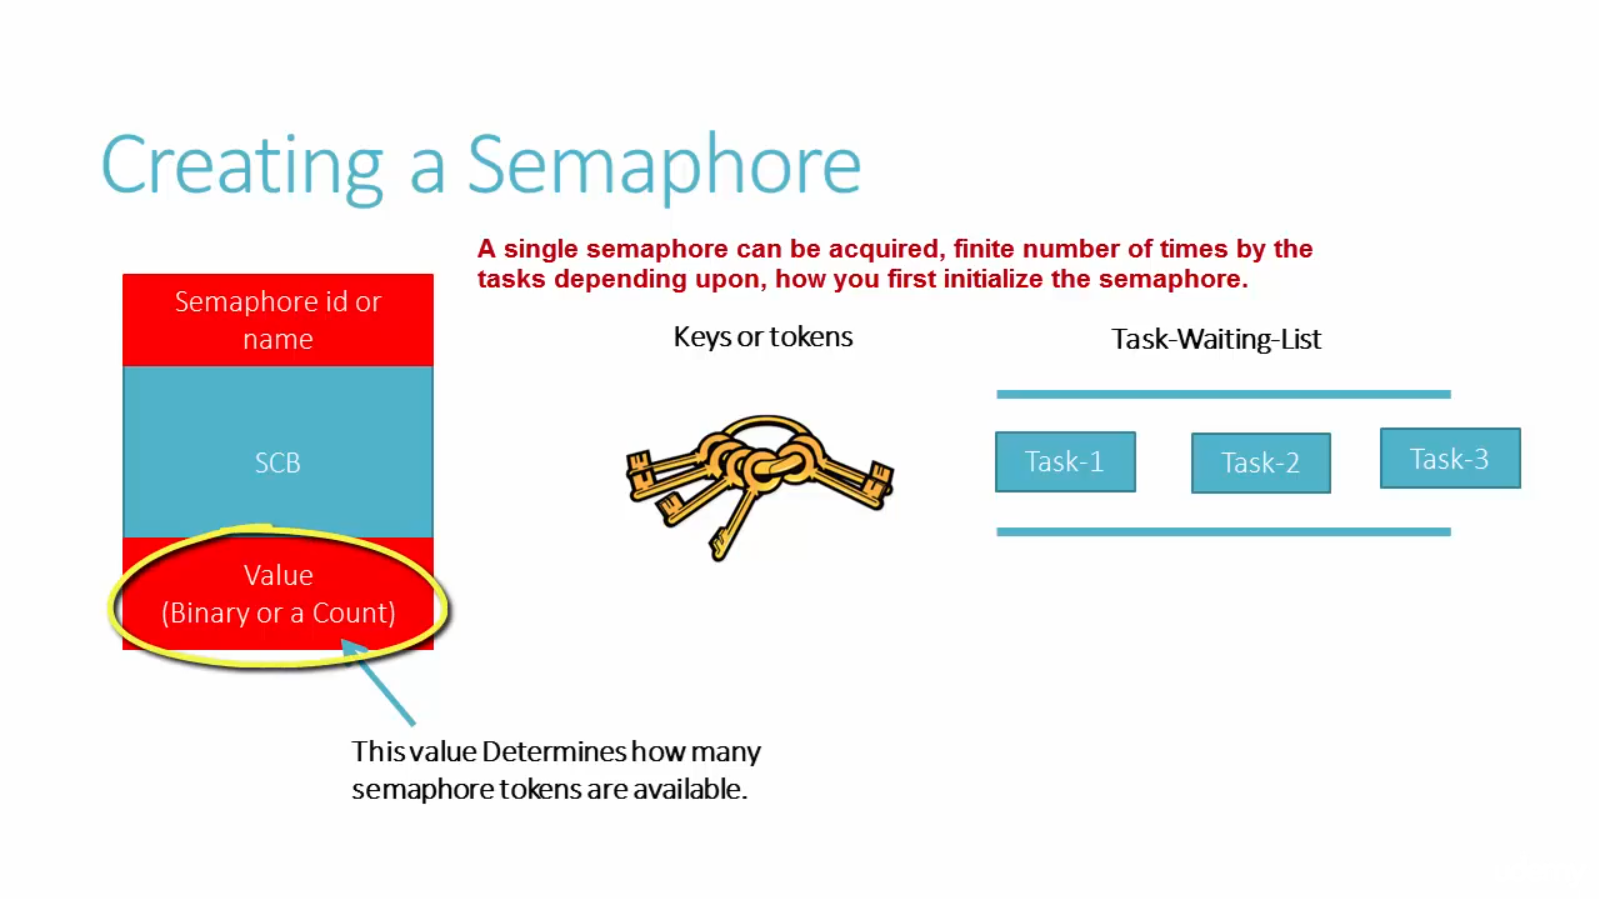 Creating a Semaphore
A single semaphore can be acquired, finite number of times by the
tasks depending upon, how you first initialize the semaphore.
Semaphore id or
name
SCB
Value
(Binary or a Count)
Keys or tokens
Task-Waiting-List
Task-1
Task-2
Task-3
This value Determines how many
semaphore tokens are available.